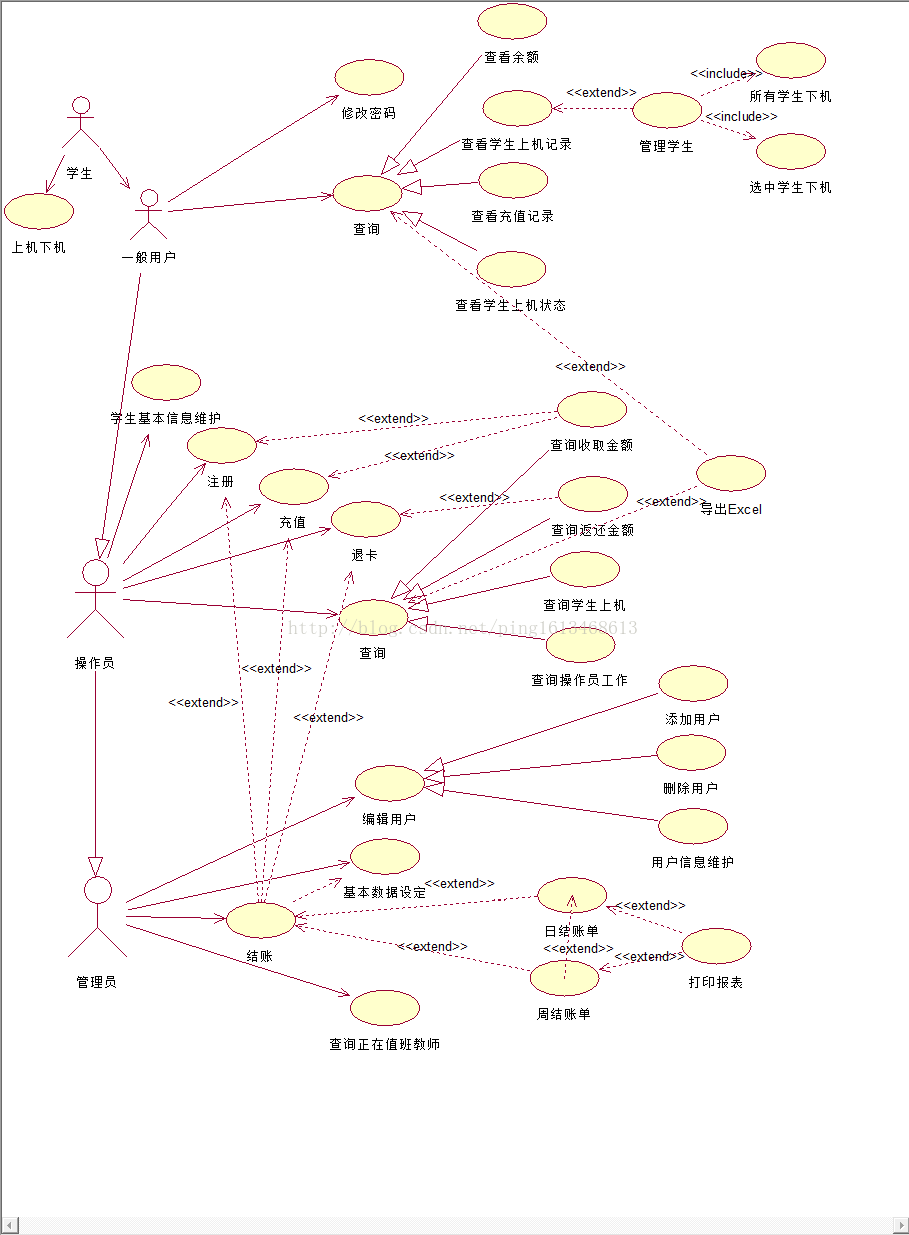 查看余额
修改密码
<<include>>
所有学生下机
<<extend>>
<<include>>
查看学生上机记录
管理学生
学生
选中学生下机
查看充值记录
查询
上机下机
一般用户
查看学生上机状态
<<extend>>
学生基本信息维护
<<extend>>
查询收取金额
<<extend>>
注册
<<extend>>
<<extend>>
导出Excel
充值
查询返还金额
退卡
查询学生上机
http://blog.csdn.net/ping1613468613
查询
操作员
<<extend>>
查询操作员工作
<<extend>>
<<extend>>
添加用户
删除用户
编辑用户
用户信息维护
<<extend>>
基本数据设定
<<extend>>
日结账单
<<extend>>
<<extend>>
结账
<<extend>>
管理员
打印报表
周结账单
查询正在值班教师